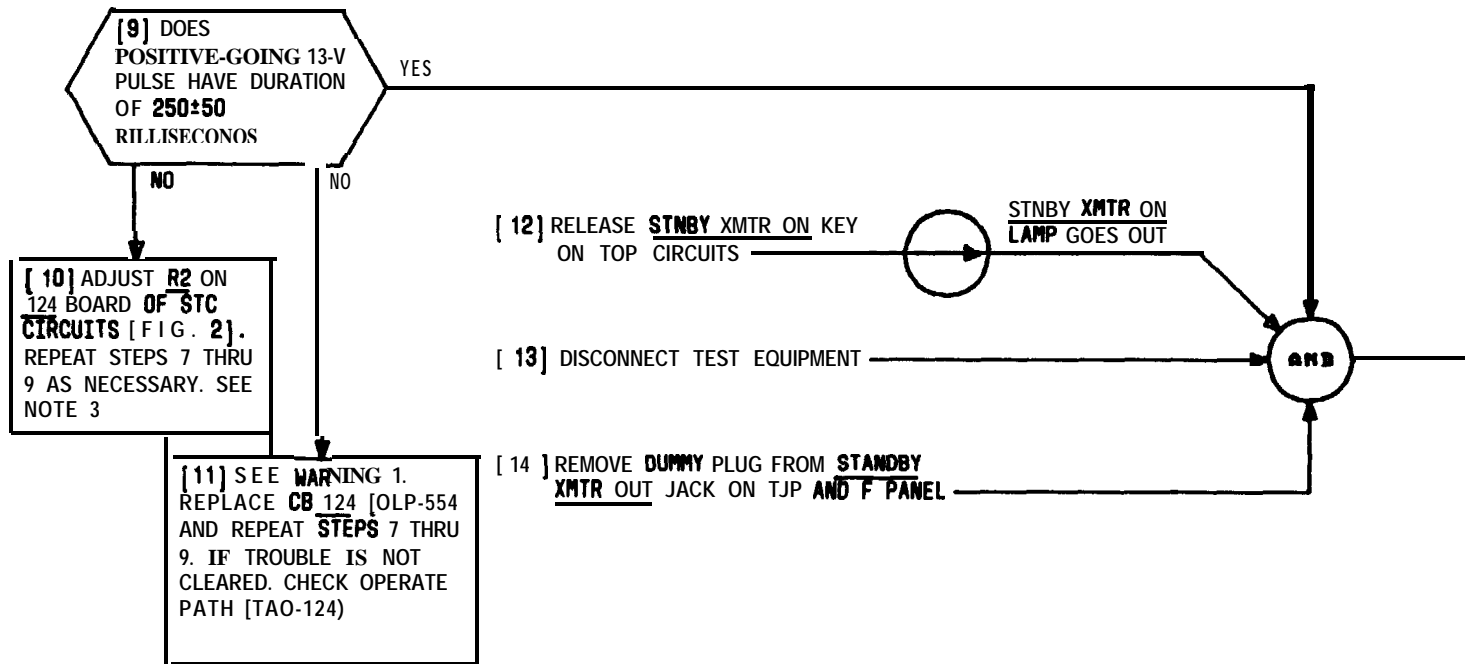 [9] DOES
POSITIVE-GOING 13-V
PULSE HAVE DURATION
OF 250±50
RILLISECONOS
YES
NO
NO
[10] ADJUST R2 ON
124 BOARD OF STC
CIRCUITS [FIG. 2].
REPEAT STEPS 7 THRU
9 AS NECESSARY. SEE
NOTE 3
[11] SEE WARNING 1.
REPLACE CB 124 [OLP-554
AND REPEAT STEPS 7 THRU
9. IF TROUBLE IS NOT
CLEARED. CHECK OPERATE
PATH [TAO-124)
[12] RELEASE STNBY XMTR ON KEY
ON TOP CIRCUITS
STNBY XMTR ON
LAMP GOES OUT
[13] DISCONNECT TEST EQUIPMENT
[14] REMOVE DUMMY PLUG FROM STANDBY
XMTR OUT JACK ON TJP AND F PANEL
AND